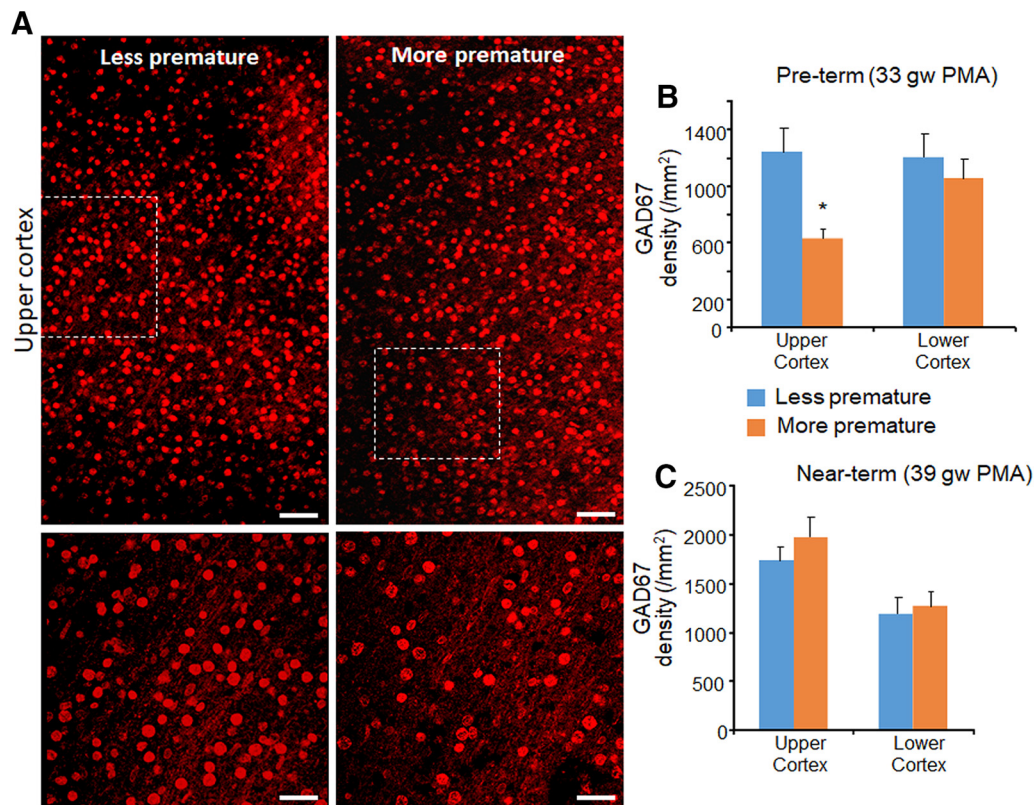 A
Less premature
More premature
Upper cortex
B
Pre-term (33 gw PMA)
GAD67
density (/mm²)
1400
1000
600
200
0
*
Upper
Cortex
Lower
Cortex
Less premature
More premature
C
Near-term (39 gw PMA)
GAD67
density (/mm²)
2500
2000
1500
1000
500
0
Upper
Cortex
Lower
Cortex